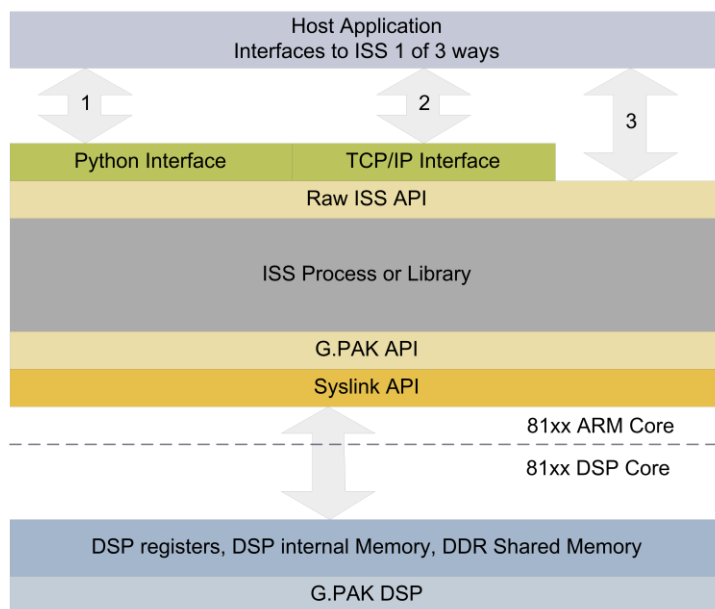 Host Application
Interfaces to ISS 1 of 3 ways
1
2
3
Python Interface
TCP/IP Interface
Raw ISS API
ISS Process or Library
G.PAK API
Syslink API
81xx ARM Core
81xx DSP Core
DSP registers, DSP internal Memory, DDR Shared Memory
G.PAK DSP